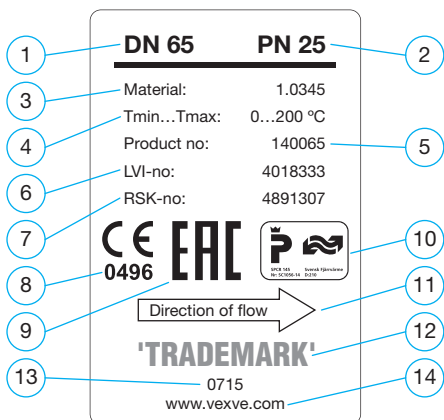 1 DN 65 PN 25 2
3 Material: 1.0345
4 Tmin...Tmax: 0...200 ºC
Product no: 140065 5
6 LVI-no: 4018333
7 RSK-no: 4891307
CE EAC P 10
8 0496
SPCR 145 Svensk Fjärrvärme
Nr: SC1056-14 D:210
9 Direction of flow 11
'TRADEMARK' 12
13 0715
www.vexve.com 14